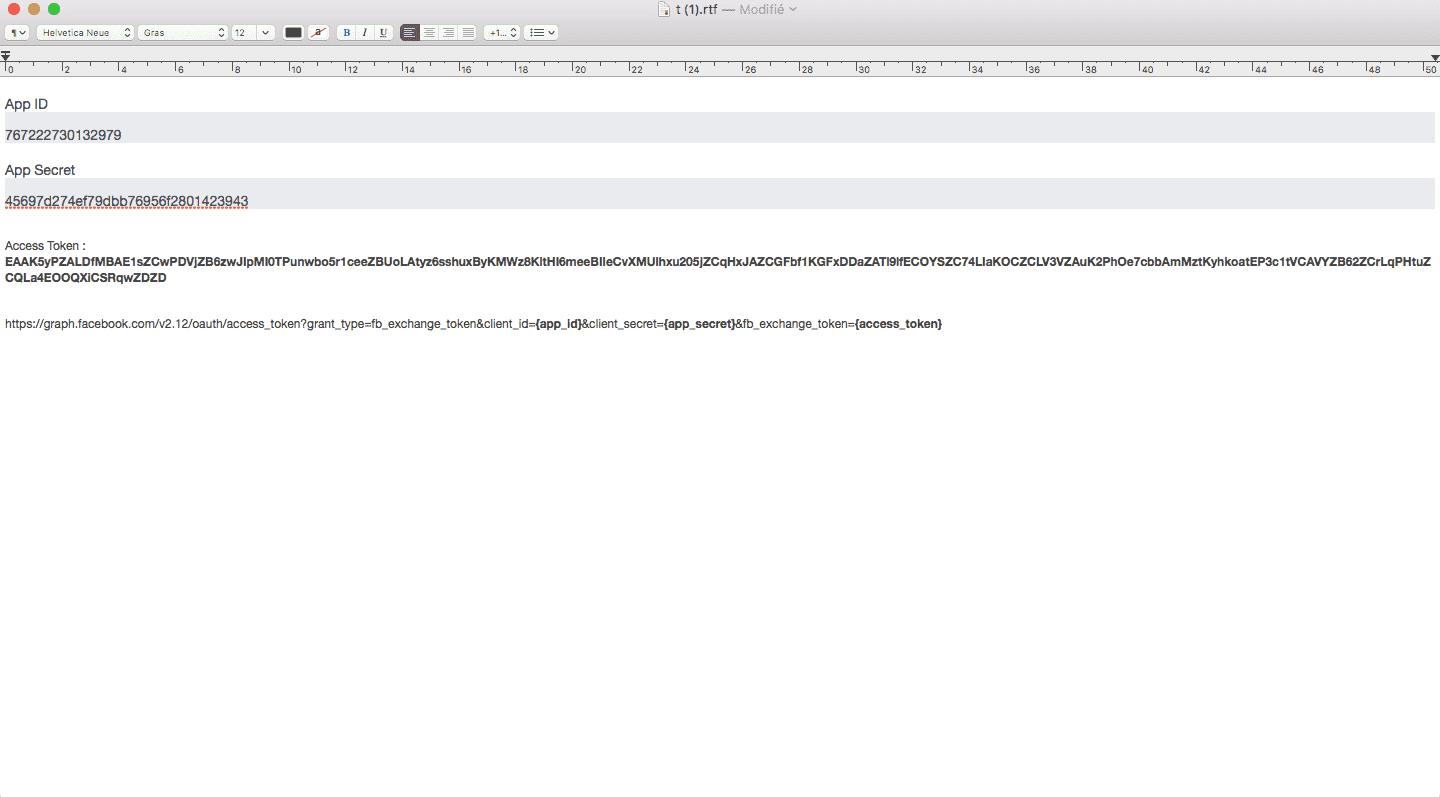 t (1).rtf — Modifié
¶ Helvetica Neue Gras 12 a B I U +1...
0 2 4 6 8 10 12 14 16 18 20 22 24 26 28 30 32 34 36 38 40 42 44 46 48 50
App ID
767222730132979
App Secret
45697d274ef79dbb76956f2801423943
Access Token :
CQLa4EOOQXiCSRqwZDZD
https://graph.facebook.com/v2.12/oauth/access_token?grant_type=fb_exchange_token&client_id={app_id}&client_secret={app_secret}&fb_exchange_token={access_token}